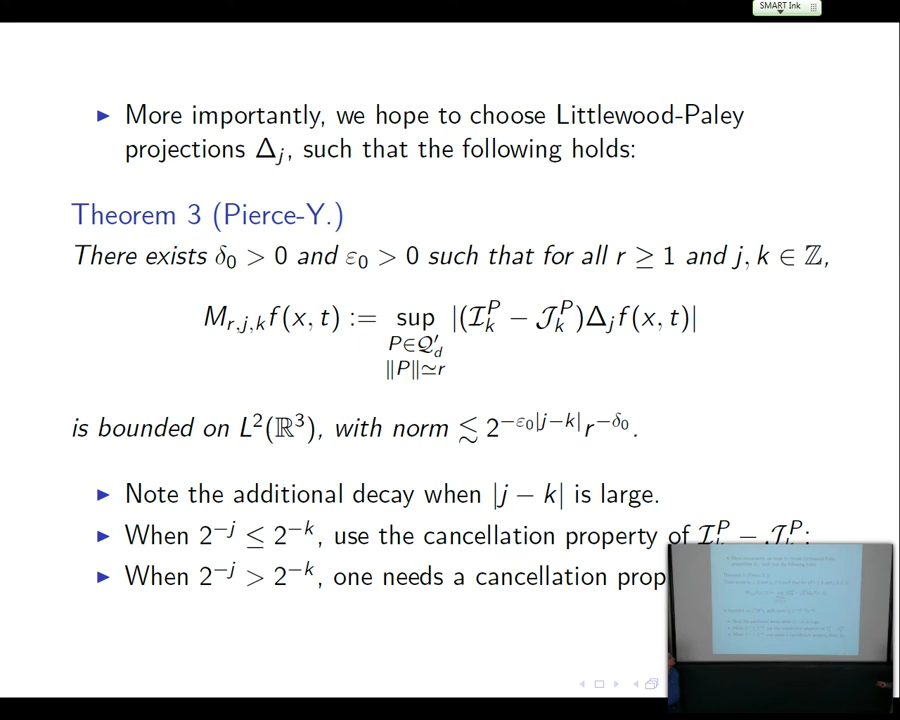 SMART Ink
▶ More importantly, we hope to choose Littlewood-Paley
projections Δ_j, such that the following holds:
Theorem 3 (Pierce-Y.)
There exists δ_0 > 0 and ε_0 > 0 such that for all r ≥ 1 and j, k ∈ ℤ,
M_{r,j,k}f(x, t) := sup_{P∈𝒬′_d, ‖P‖≃r} |(ℐ_k^P − 𝒥_k^P)Δ_j f(x, t)|
is bounded on L^2(ℝ^3), with norm ≲ 2^{−ε_0|j−k|}r^{−δ_0}.
▶ Note the additional decay when |j − k| is large.
▶ When 2^{−j} ≤ 2^{−k}, use the cancellation property of ℐ_k^P − 𝒥_k^P;
▶ When 2^{−j} > 2^{−k}, one needs a cancellation prop